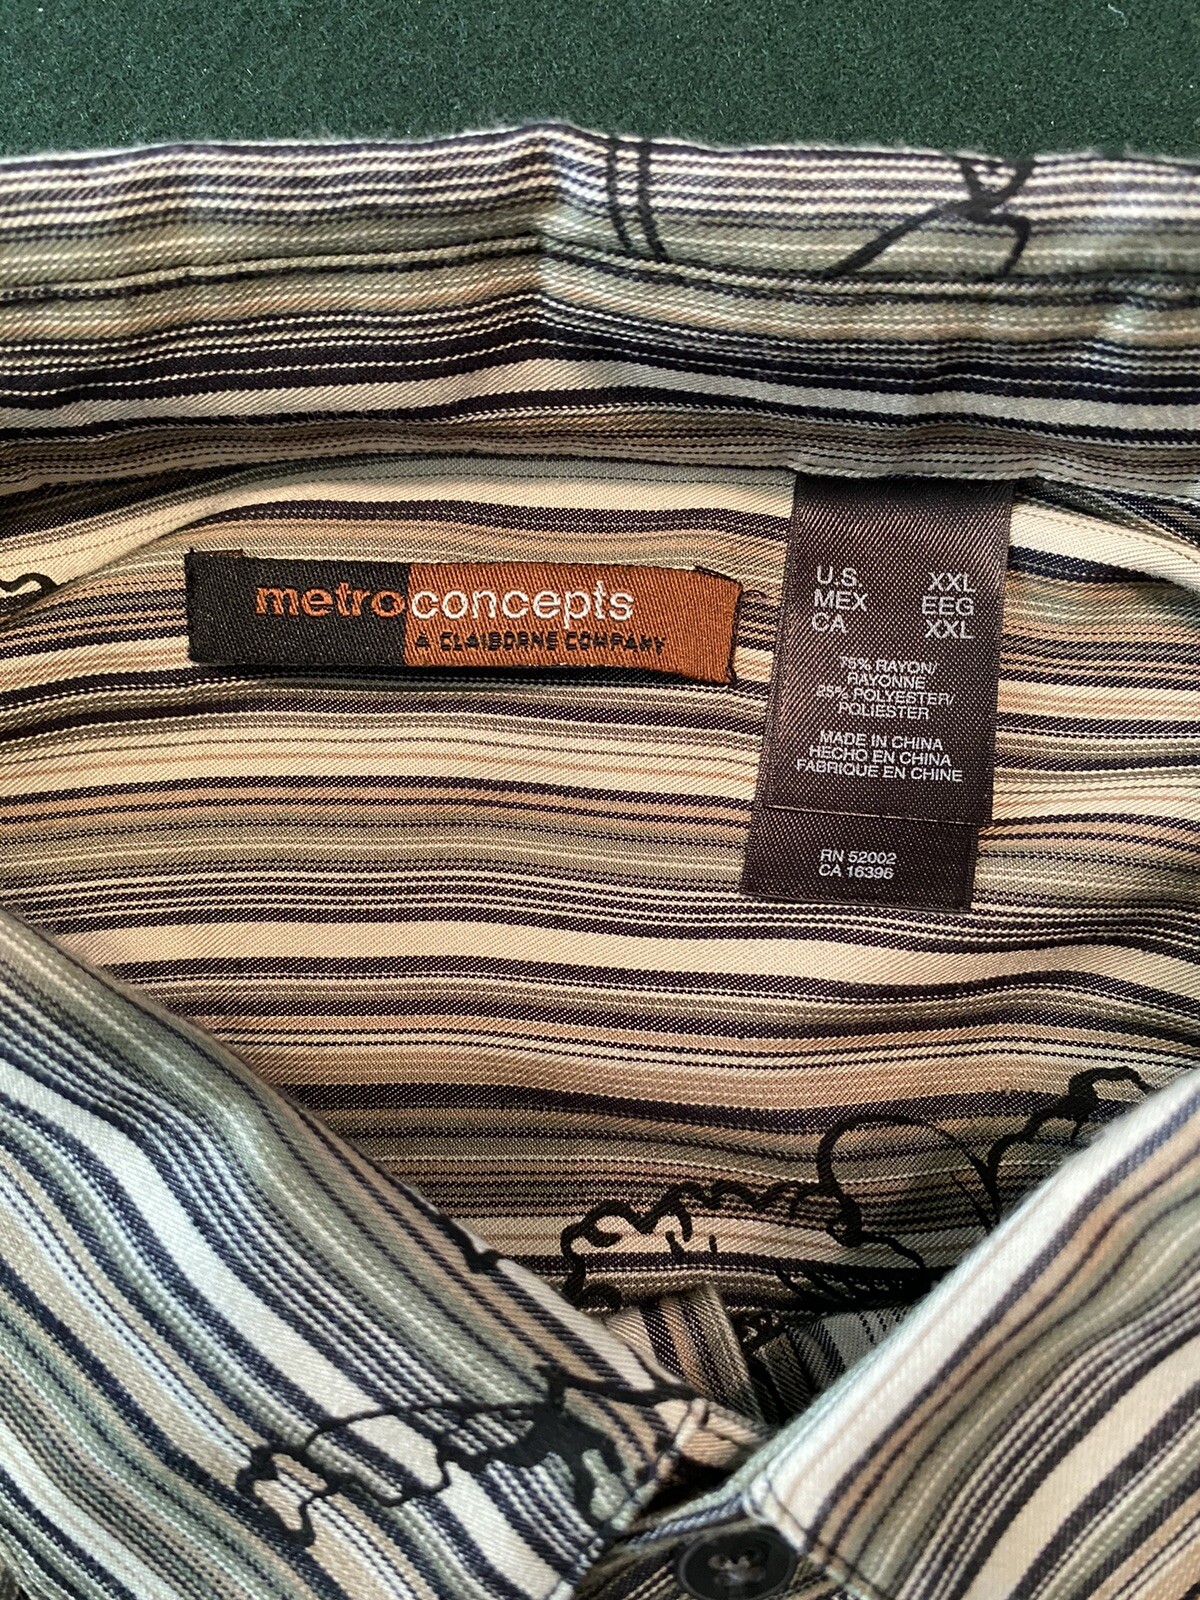 metroconcepts
A CLAIBORNE COMPANY
U.S. XXL
MEX EEG
CA XXL
75% RAYON/
RAYONNE
25% POLYESTER/
POLIESTER
MADE IN CHINA
HECHO EN CHINA
FABRIQUE EN CHINE
RN 52002
CA 16396